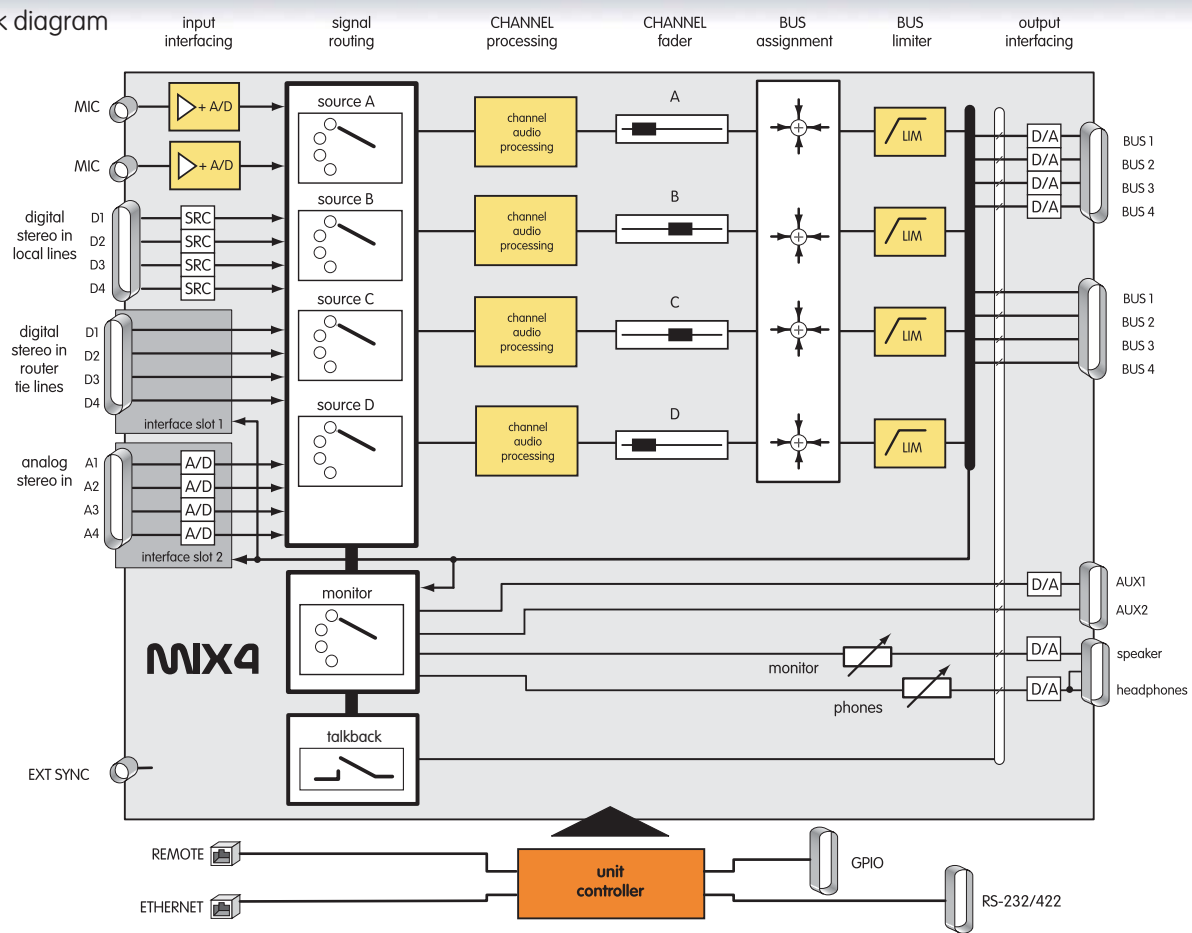 k diagram
input
interfacing
signal
routing
CHANNEL
processing
CHANNEL
fader
BUS
assignment
BUS
limiter
output
interfacing
MIC
+ A/D
MIC
+ A/D
digital
stereo in
local lines
D1
D2
D3
D4
SRC
SRC
SRC
SRC
digital
stereo in
router
tie lines
D1
D2
D3
D4
interface slot 1
analog
stereo in
A1
A2
A3
A4
A/D
A/D
A/D
A/D
interface slot 2
source A
source B
source C
source D
channel
audio
processing
channel
audio
processing
channel
audio
processing
channel
audio
processing
A
B
C
D
LIM
LIM
LIM
LIM
D/A
D/A
D/A
D/A
BUS 1
BUS 2
BUS 3
BUS 4
BUS 1
BUS 2
BUS 3
BUS 4
monitor
D/A
AUX1
AUX2
MIX4
monitor
D/A
speaker
phones
D/A
headphones
talkback
EXT SYNC
REMOTE
ETHERNET
unit
controller
GPIO
RS-232/422